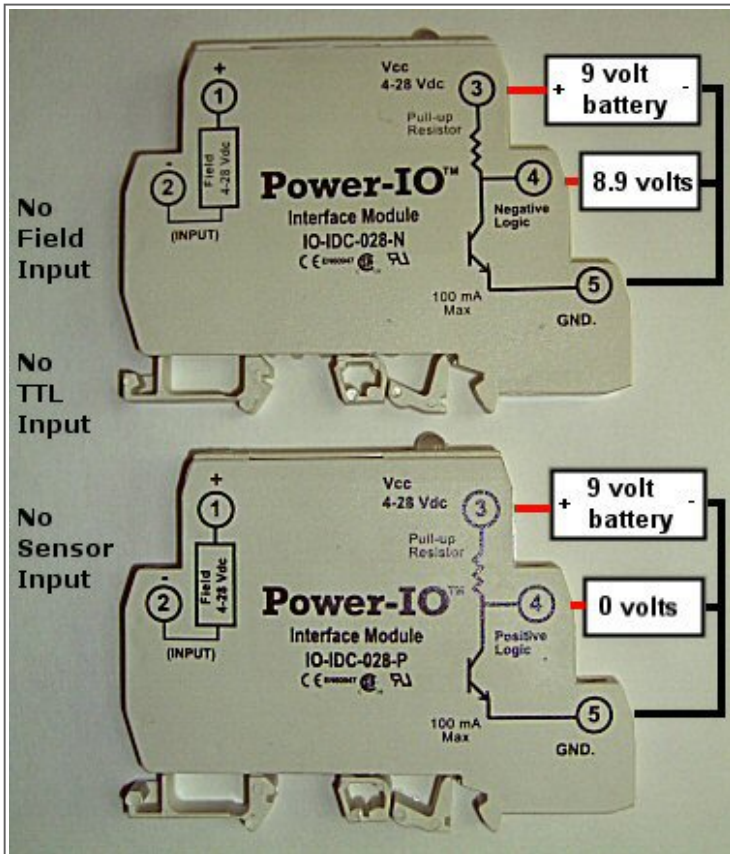 No
Field
Input
No
TTL
Input
No
Sensor
Input
+
1
-
2
Field
4-28 Vdc
(INPUT)
Vcc
4-28 Vdc
3
Pull-up
Resistor
Power-IO™
Interface Module
IO-IDC-028-N
CE EN60947
4
Negative
Logic
100 mA
Max
5
GND.
+ 9 volt -
battery
8.9 volts
+
1
-
2
Field
4-28 Vdc
(INPUT)
Vcc
4-28 Vdc
3
Pull-up
Resistor
Power-IO™
Interface Module
IO-IDC-028-P
CE EN60947
4
Positive
Logic
100 mA
Max
5
GND.
+ 9 volt -
battery
0 volts